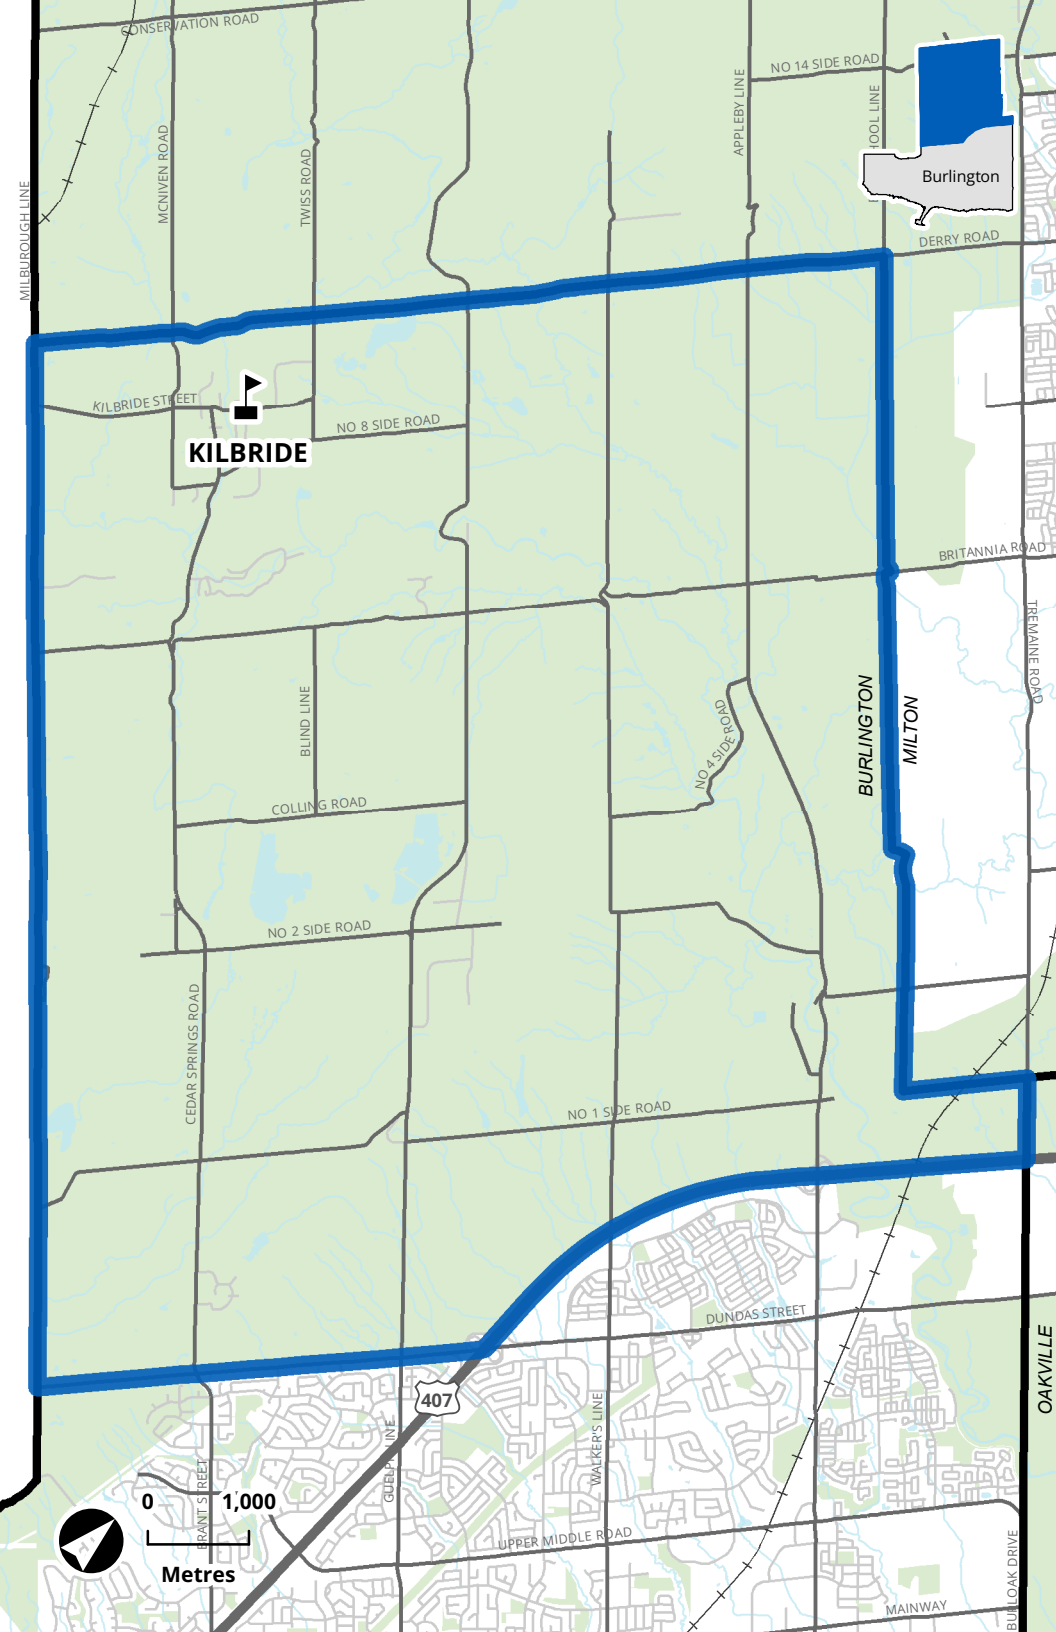 CONSERVATION ROAD
NO 14 SIDE ROAD
APPLEBY LINE
MCNIVEN ROAD
TWISS ROAD
HOOL LINE
Burlington
MILBOROUGH LINE
DERRY ROAD
KILBRIDE STREET
NO 8 SIDE ROAD
KILBRIDE
BRITANNIA ROAD
TREMAINE ROAD
BLIND LINE
NO 4 SIDE ROAD
BURLINGTON
MILTON
COLLING ROAD
NO 2 SIDE ROAD
CEDAR SPRINGS ROAD
NO 1 SIDE ROAD
DUNDAS STREET
OAKVILLE
407
GUELPH LINE
WALKER'S LINE
BRANT STREET
0 1,000
Metres
UPPER MIDDLE ROAD
BURLOAK DRIVE
MAINWAY